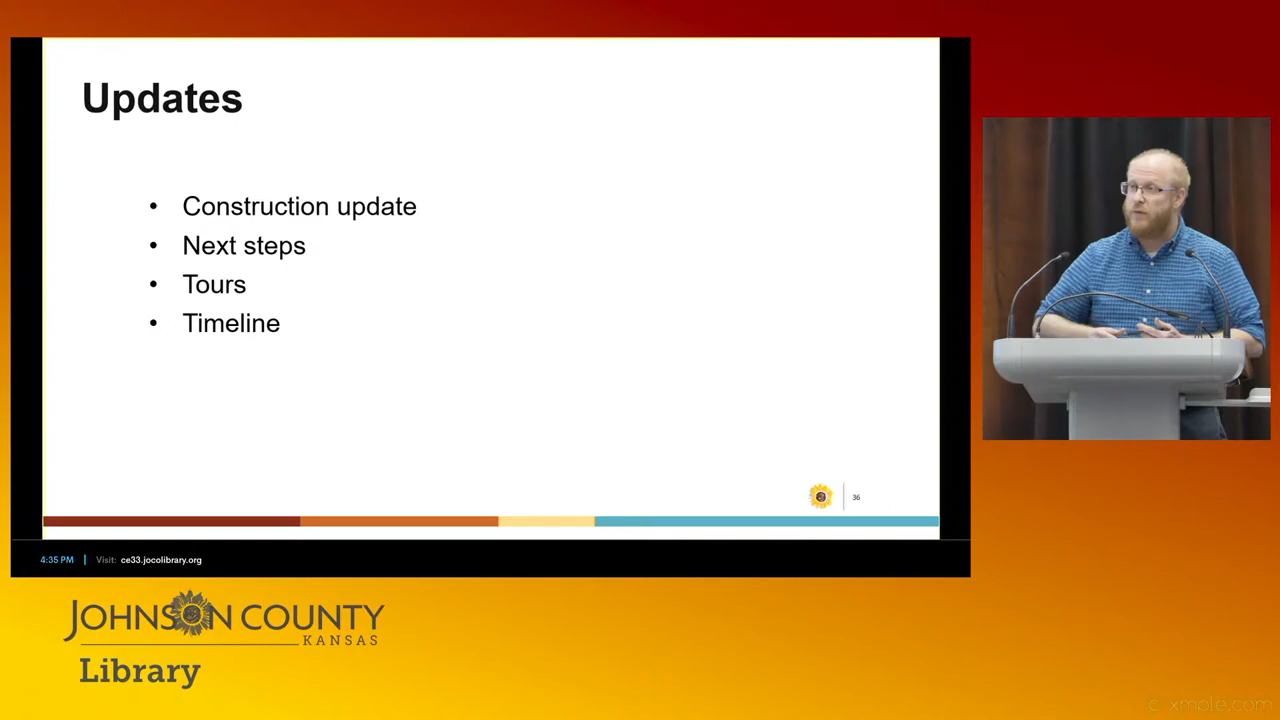 Updates
• Construction update
• Next steps
• Tours
• Timeline
36
4:35 PM | Visit: ce33.jocolibrary.org
JOHNSON COUNTY
KANSAS
Library